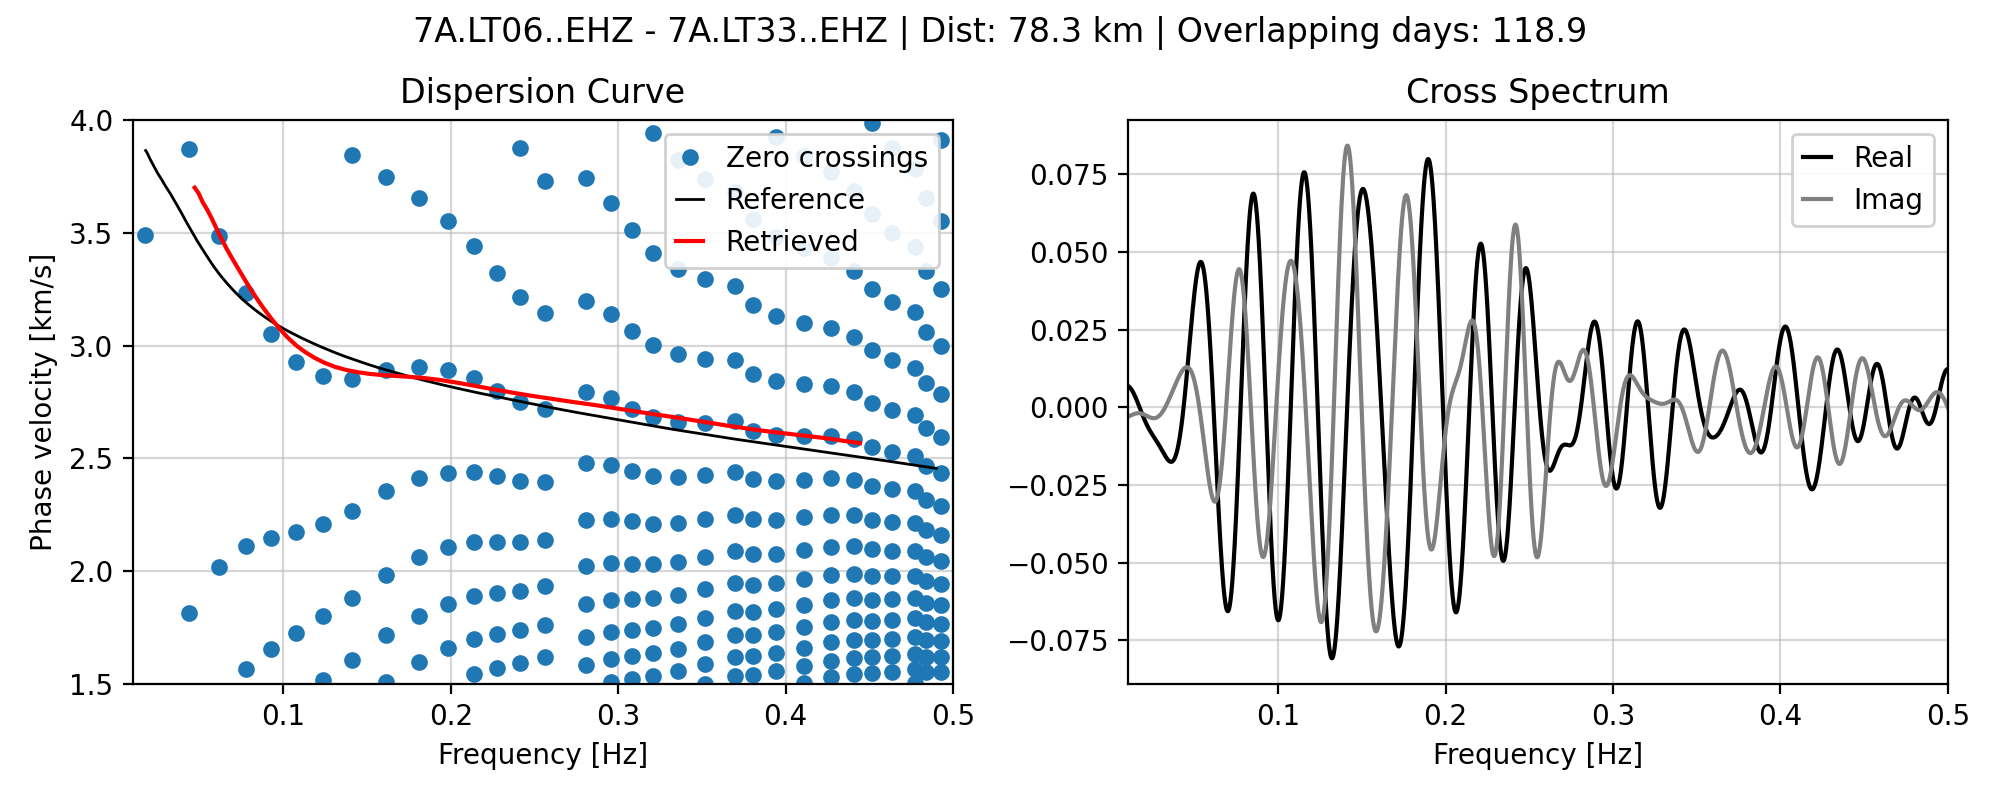 7A.LT06..EHZ - 7A.LT33..EHZ | Dist: 78.3 km | Overlapping days: 118.9
Dispersion Curve
4.0
3.5
3.0
2.5
2.0
1.5
Phase velocity [km/s]
Zero crossings
Reference
Retrieved
0.1
0.2
0.3
0.4
0.5
Frequency [Hz]
Cross Spectrum
0.075
0.050
0.025
0.000
−0.025
−0.050
−0.075
Real
Imag
0.1
0.2
0.3
0.4
0.5
Frequency [Hz]